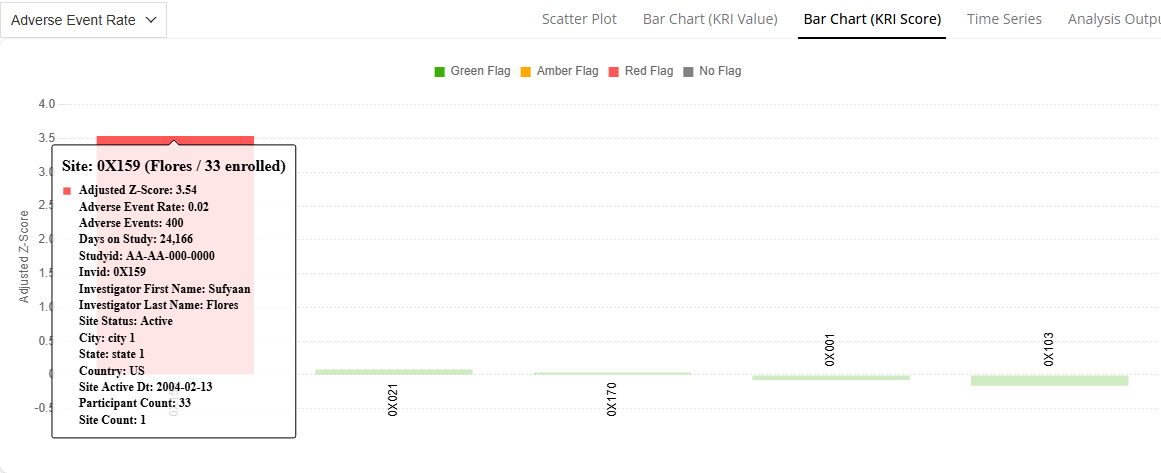 Adverse Event Rate
Scatter Plot
Bar Chart (KRI Value)
Bar Chart (KRI Score)
Time Series
Analysis Outpu
Green Flag
Amber Flag
Red Flag
No Flag
4.0
3.5
3.0
2.5
2.0
1.5
1.0
0.5
0
-0.5
Adjusted Z-Score
Site: 0X159 (Flores / 33 enrolled)
Adjusted Z-Score: 3.54
Adverse Event Rate: 0.02
Adverse Events: 400
Days on Study: 24,166
Studyid: AA-AA-000-0000
Invid: 0X159
Investigator First Name: Sufyaan
Investigator Last Name: Flores
Site Status: Active
City: city 1
State: state 1
Country: US
Site Active Dt: 2004-02-13
Participant Count: 33
Site Count: 1
0X021
0X170
0X001
0X103